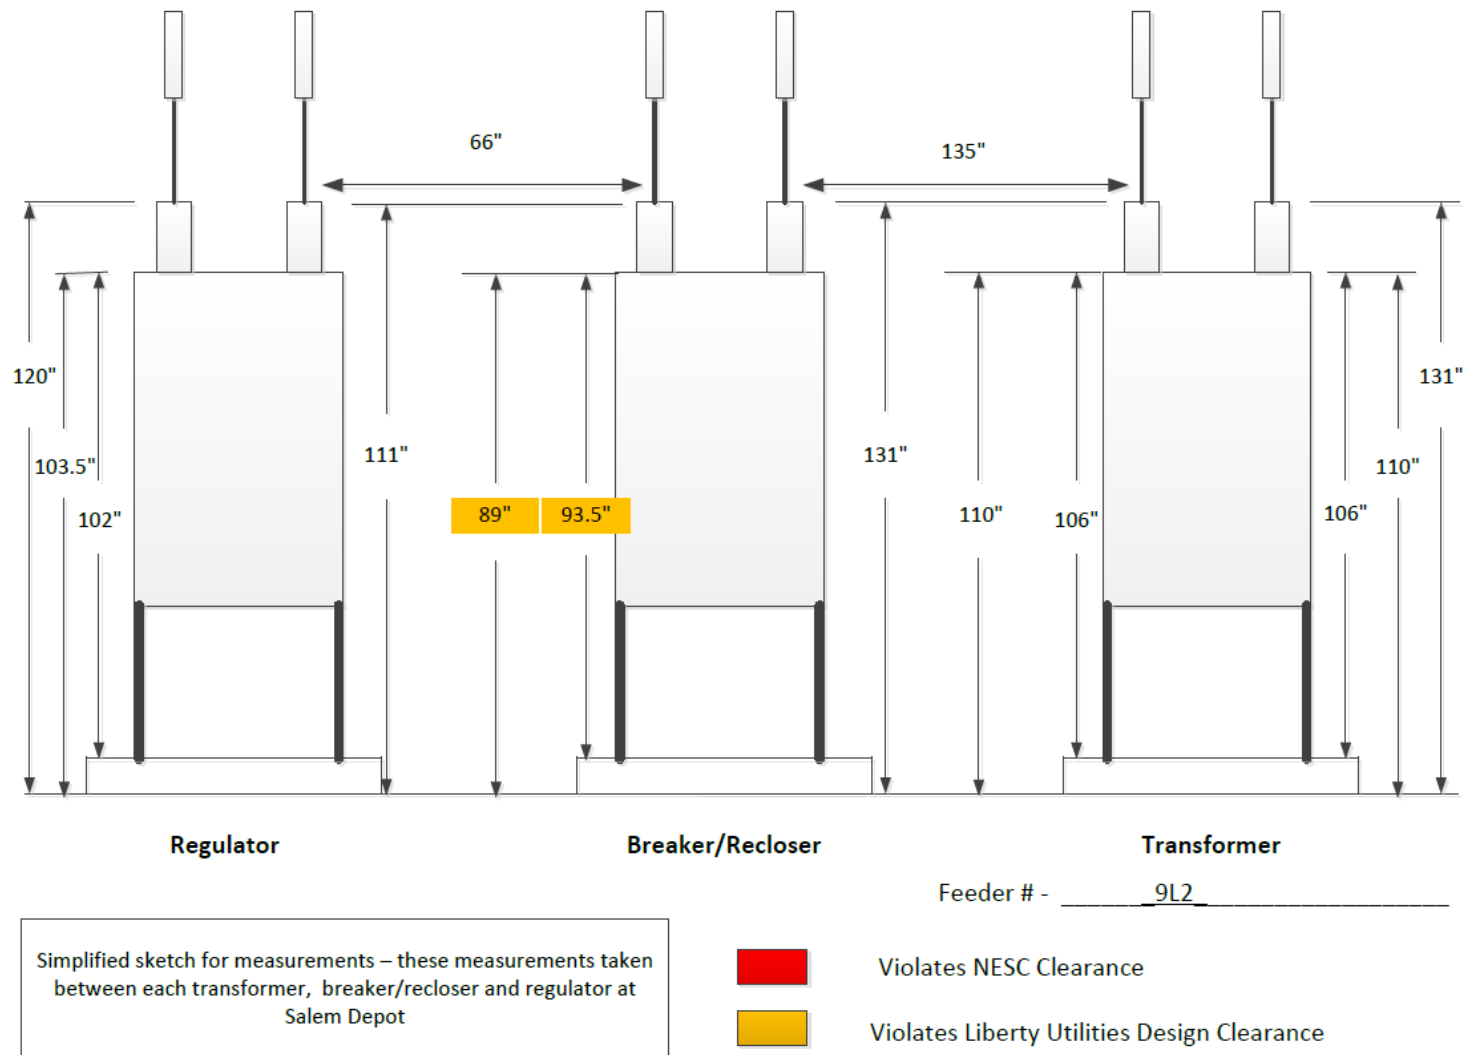 66"
135"
120"
131"
111"
131"
103.5"
110"
102"
89"
93.5"
110"
106"
106"
Regulator
Breaker/Recloser
Transformer
Feeder # - 9L2
Simplified sketch for measurements – these measurements taken
between each transformer, breaker/recloser and regulator at
Salem Depot
Violates NESC Clearance
Violates Liberty Utilities Design Clearance